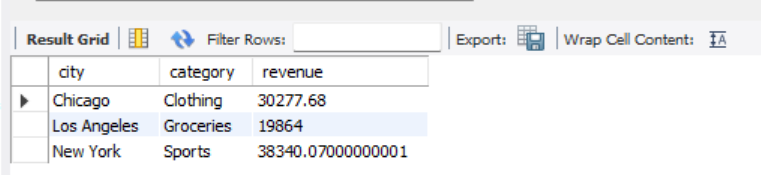 Result Grid Filter Rows: Export: Wrap Cell Content: IA
city category revenue
Chicago Clothing 30277.68
Los Angeles Groceries 19864
New York Sports 38340.07000000001